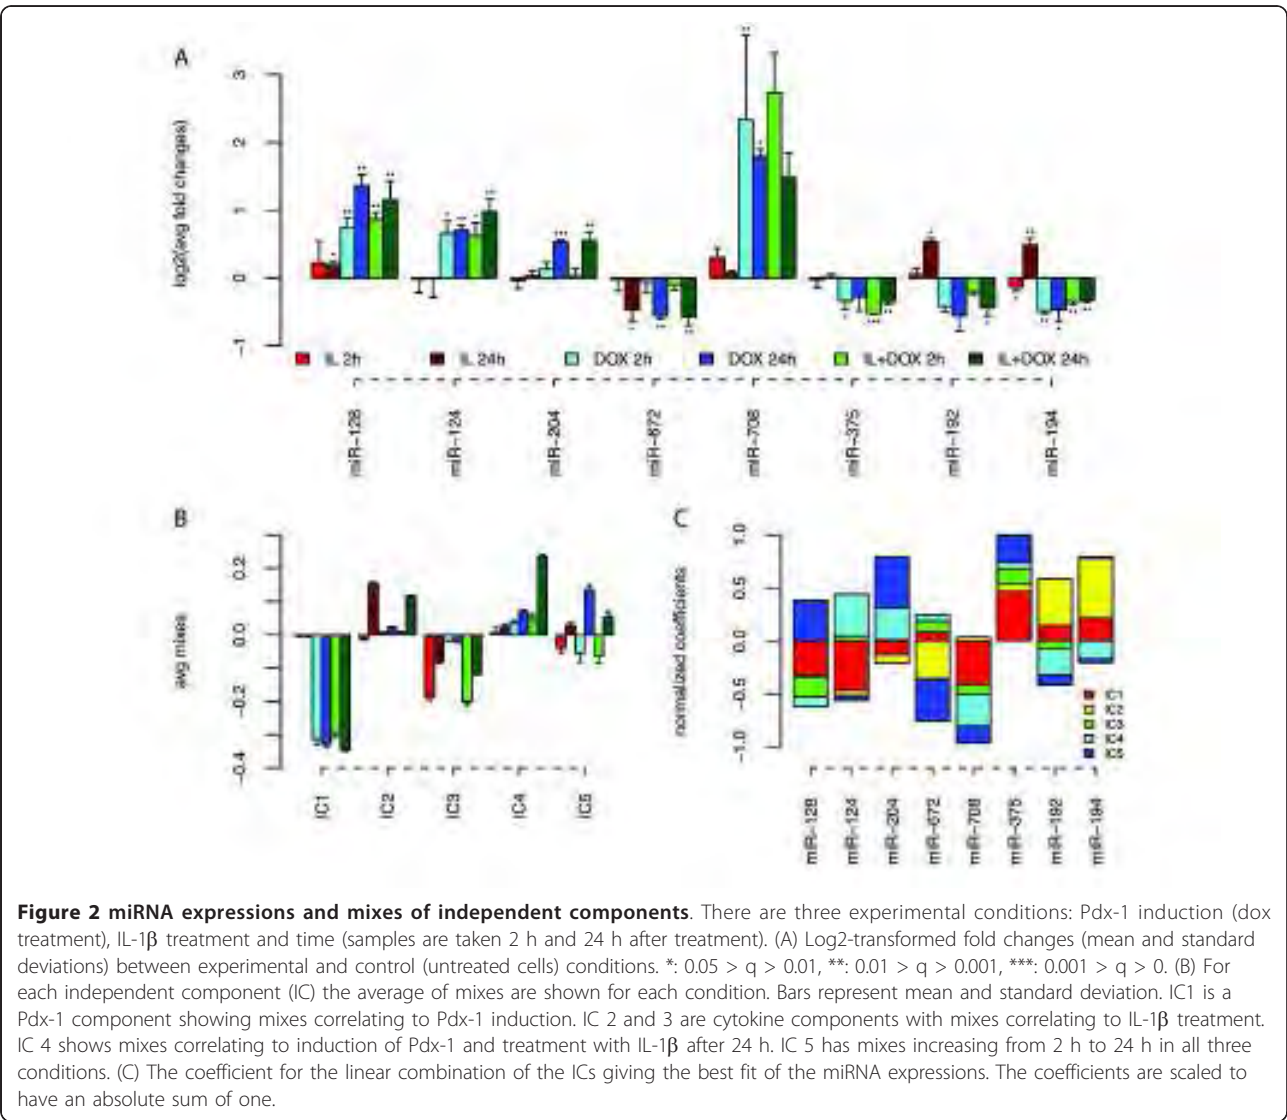 A
log2(avg fold changes)
3
2
1
0
-1
IL 2h
IL 24h
DOX 2h
DOX 24h
IL+DOX 2h
IL+DOX 24h
miR-128
miR-124
miR-204
miR-672
miR-708
miR-375
miR-192
miR-194
B
avg mixes
0.2
0.0
-0.2
-0.4
IC1
IC2
IC3
IC4
IC5
C
normalized coefficients
1.0
0.5
0.0
-0.5
-1.0
IC1
IC2
IC3
IC4
IC5
miR-128
miR-124
miR-204
miR-672
miR-708
miR-375
miR-192
miR-194
Figure 2 miRNA expressions and mixes of independent components. There are three experimental conditions: Pdx-1 induction (dox
treatment), IL-1β treatment and time (samples are taken 2 h and 24 h after treatment). (A) Log2-transformed fold changes (mean and standard
deviations) between experimental and control (untreated cells) conditions. *: 0.05 > q > 0.01, **: 0.01 > q > 0.001, ***: 0.001 > q > 0. (B) For
each independent component (IC) the average of mixes are shown for each condition. Bars represent mean and standard deviation. IC1 is a
Pdx-1 component showing mixes correlating to Pdx-1 induction. IC 2 and 3 are cytokine components with mixes correlating to IL-1β treatment.
IC 4 shows mixes correlating to induction of Pdx-1 and treatment with IL-1β after 24 h. IC 5 has mixes increasing from 2 h to 24 h in all three
conditions. (C) The coefficient for the linear combination of the ICs giving the best fit of the miRNA expressions. The coefficients are scaled to
have an absolute sum of one.